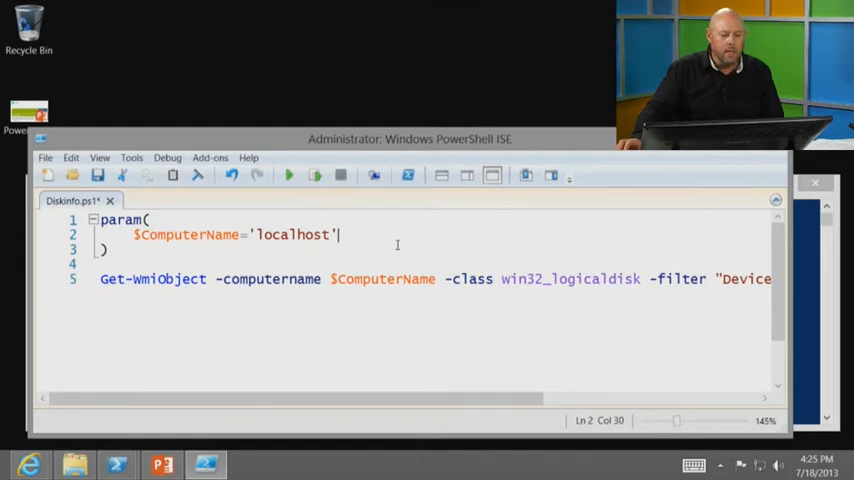 Recycle Bin
Power
Administrator: Windows PowerShell ISE
File Edit View Tools Debug Add-ons Help
Diskinfo.ps1*
1 param(
2 $ComputerName='localhost'
3 )
4
5 Get-WmiObject -computername $ComputerName -class win32_logicaldisk -filter "Device
Ln 2 Col 30 145%
4:25 PM
7/18/2013